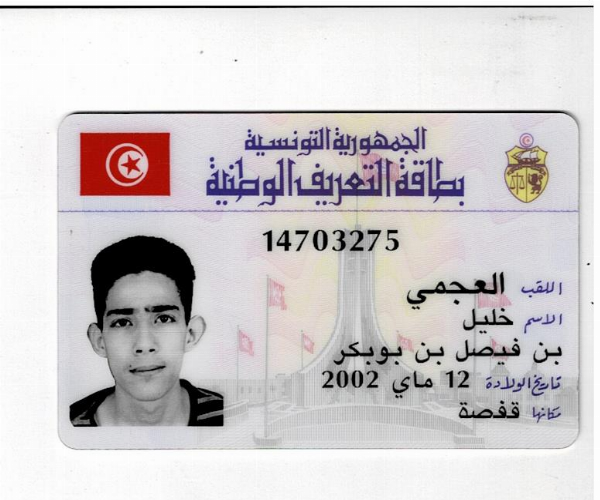 الجمهورية التونسية
بطاقة التعريف الوطنية
14703275
اللقب العجمي
الاسم خليل
بن فيصل بن بوبكر
تاريخ الولادة 12 ماي 2002
مكانها قفصة